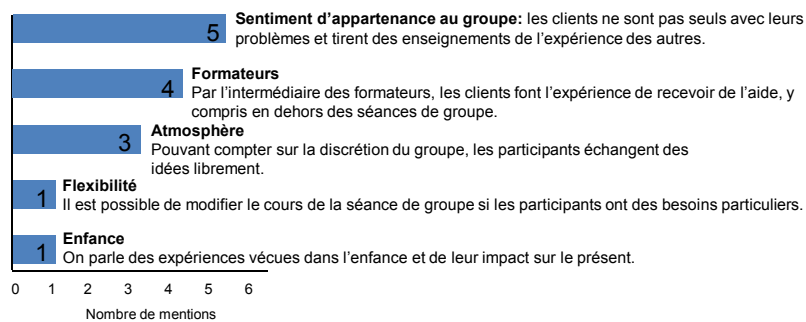 5
Sentiment d’appartenance au groupe: les clients ne sont pas seuls avec leurs
problèmes et tirent des enseignements de l’expérience des autres.
4
Formateurs
Par l’intermédiaire des formateurs, les clients font l’expérience de recevoir de l’aide, y
compris en dehors des séances de groupe.
3
Atmosphère
Pouvant compter sur la discrétion du groupe, les participants échangent des
idées librement.
1
Flexibilité
Il est possible de modifier le cours de la séance de groupe si les participants ont des besoins particuliers.
1
Enfance
On parle des expériences vécues dans l’enfance et de leur impact sur le présent.
0 1 2 3 4 5 6
Nombre de mentions